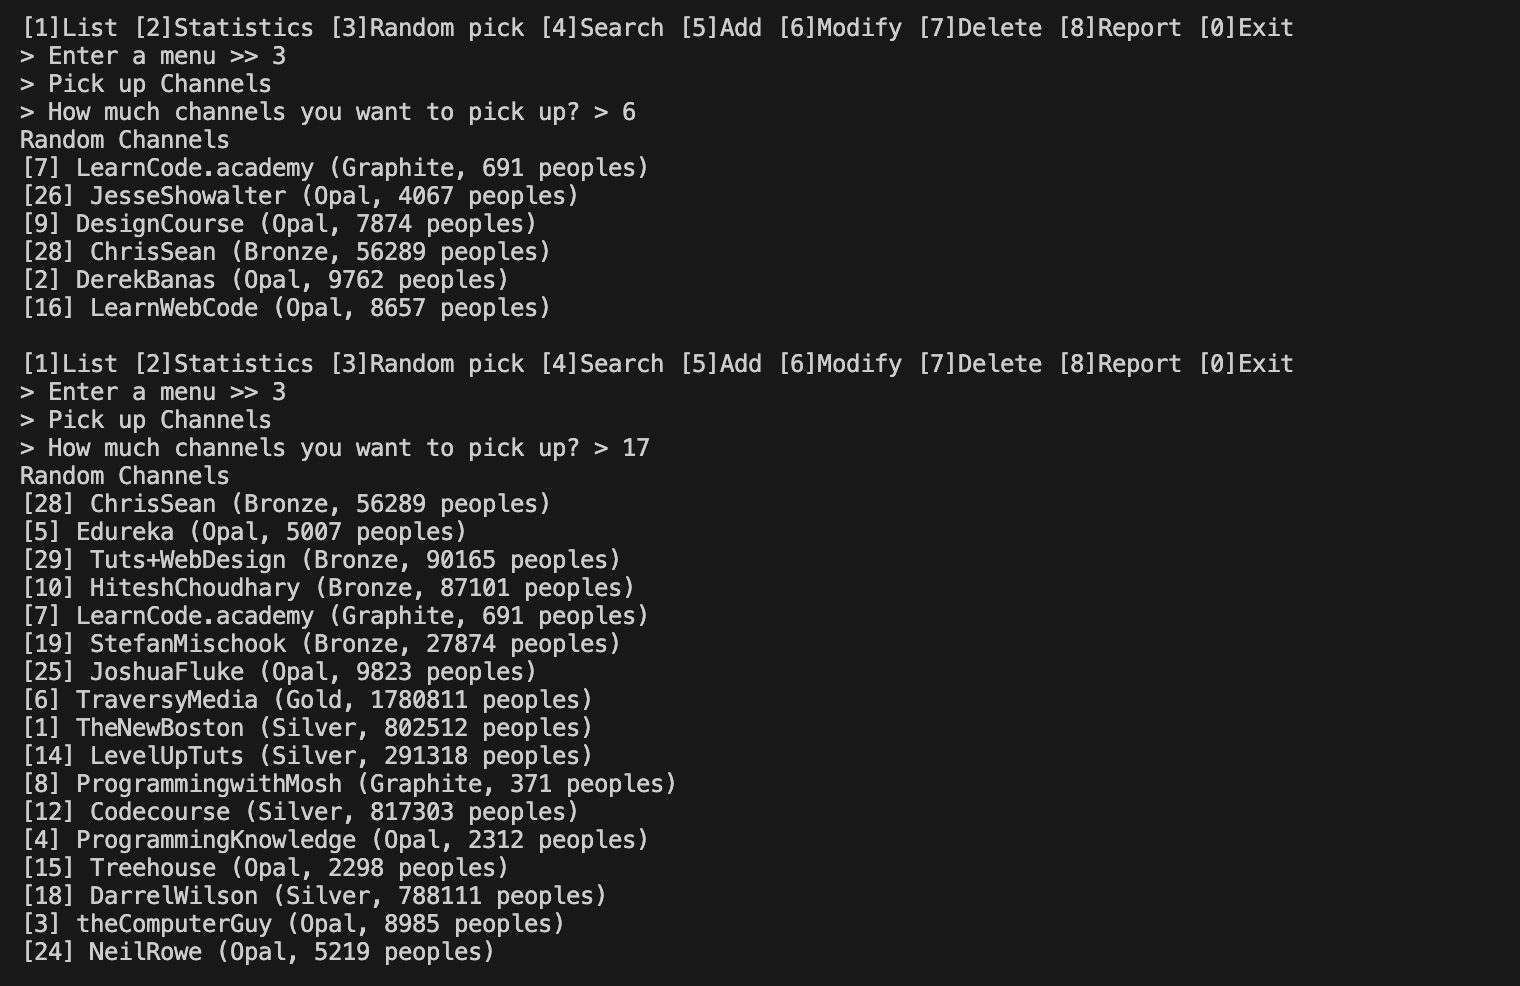 [1]List [2]Statistics [3]Random pick [4]Search [5]Add [6]Modify [7]Delete [8]Report [0]Exit
> Enter a menu >> 3
> Pick up Channels
> How much channels you want to pick up? > 6
Random Channels
[7] LearnCode.academy (Graphite, 691 peoples)
[26] JesseShowalter (Opal, 4067 peoples)
[9] DesignCourse (Opal, 7874 peoples)
[28] ChrisSean (Bronze, 56289 peoples)
[2] DerekBanas (Opal, 9762 peoples)
[16] LearnWebCode (Opal, 8657 peoples)

[1]List [2]Statistics [3]Random pick [4]Search [5]Add [6]Modify [7]Delete [8]Report [0]Exit
> Enter a menu >> 3
> Pick up Channels
> How much channels you want to pick up? > 17
Random Channels
[28] ChrisSean (Bronze, 56289 peoples)
[5] Edureka (Opal, 5007 peoples)
[29] Tuts+WebDesign (Bronze, 90165 peoples)
[10] HiteshChoudhary (Bronze, 87101 peoples)
[7] LearnCode.academy (Graphite, 691 peoples)
[19] StefanMischook (Bronze, 27874 peoples)
[25] JoshuaFluke (Opal, 9823 peoples)
[6] TraversyMedia (Gold, 1780811 peoples)
[1] TheNewBoston (Silver, 802512 peoples)
[14] LevelUpTuts (Silver, 291318 peoples)
[8] ProgrammingwithMosh (Graphite, 371 peoples)
[12] Codecourse (Silver, 817303 peoples)
[4] ProgrammingKnowledge (Opal, 2312 peoples)
[15] Treehouse (Opal, 2298 peoples)
[18] DarrelWilson (Silver, 788111 peoples)
[3] theComputerGuy (Opal, 8985 peoples)
[24] NeilRowe (Opal, 5219 peoples)